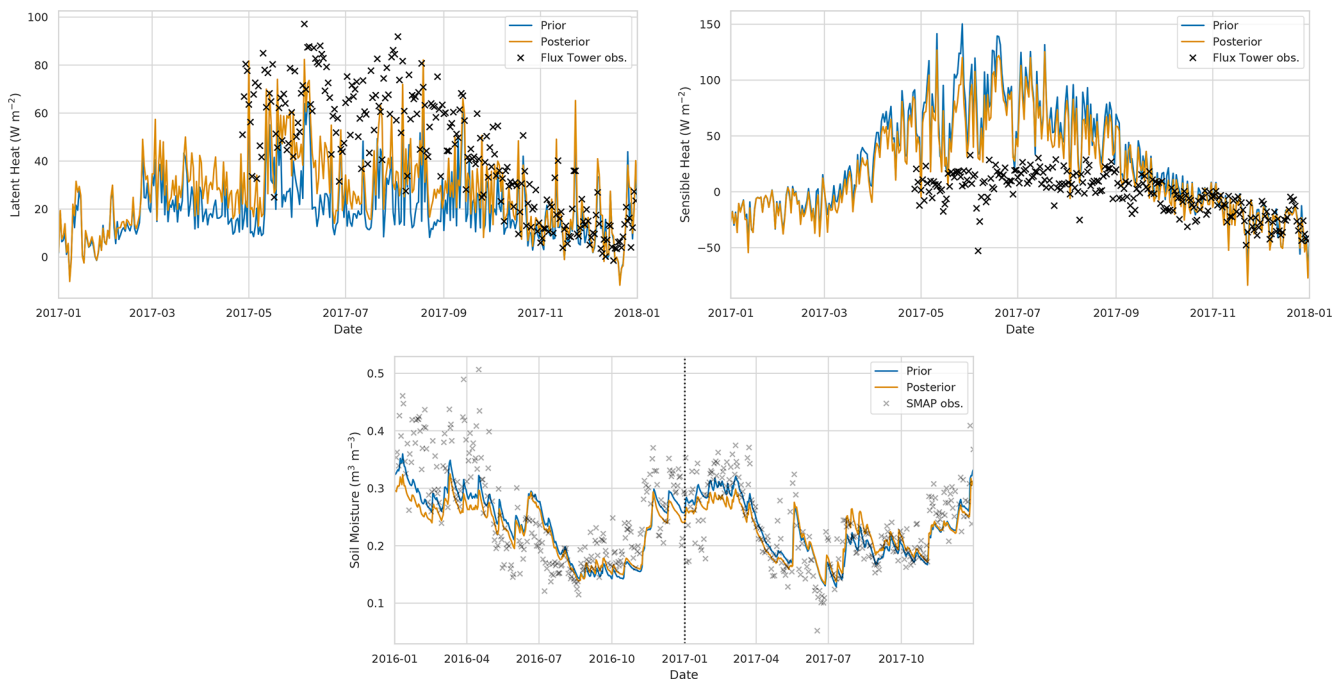 100
80
60
40
20
0
Latent Heat (W m⁻²)
Prior
Posterior
Flux Tower obs.
2017-01
2017-03
2017-05
2017-07
2017-09
2017-11
2018-01
Date
150
100
50
0
−50
Sensible Heat (W m⁻²)
Prior
Posterior
Flux Tower obs.
2017-01
2017-03
2017-05
2017-07
2017-09
2017-11
2018-01
Date
0.5
0.4
0.3
0.2
0.1
Soil Moisture (m³ m⁻³)
Prior
Posterior
SMAP obs.
2016-01
2016-04
2016-07
2016-10
2017-01
2017-04
2017-07
2017-10
Date